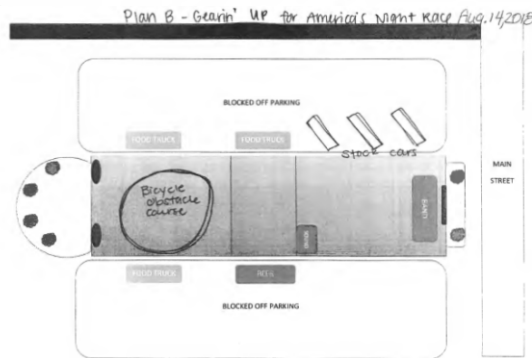 Plan B - Gearin' UP for America's Night Race Aug. 14, 2018
BLOCKED OFF PARKING
FOOD TRUCK
FOOD TRUCK
stock cars
MAIN
STREET
Bicycle
obstacle
course
BAND
FOOD TRUCK
BEER
BLOCKED OFF PARKING